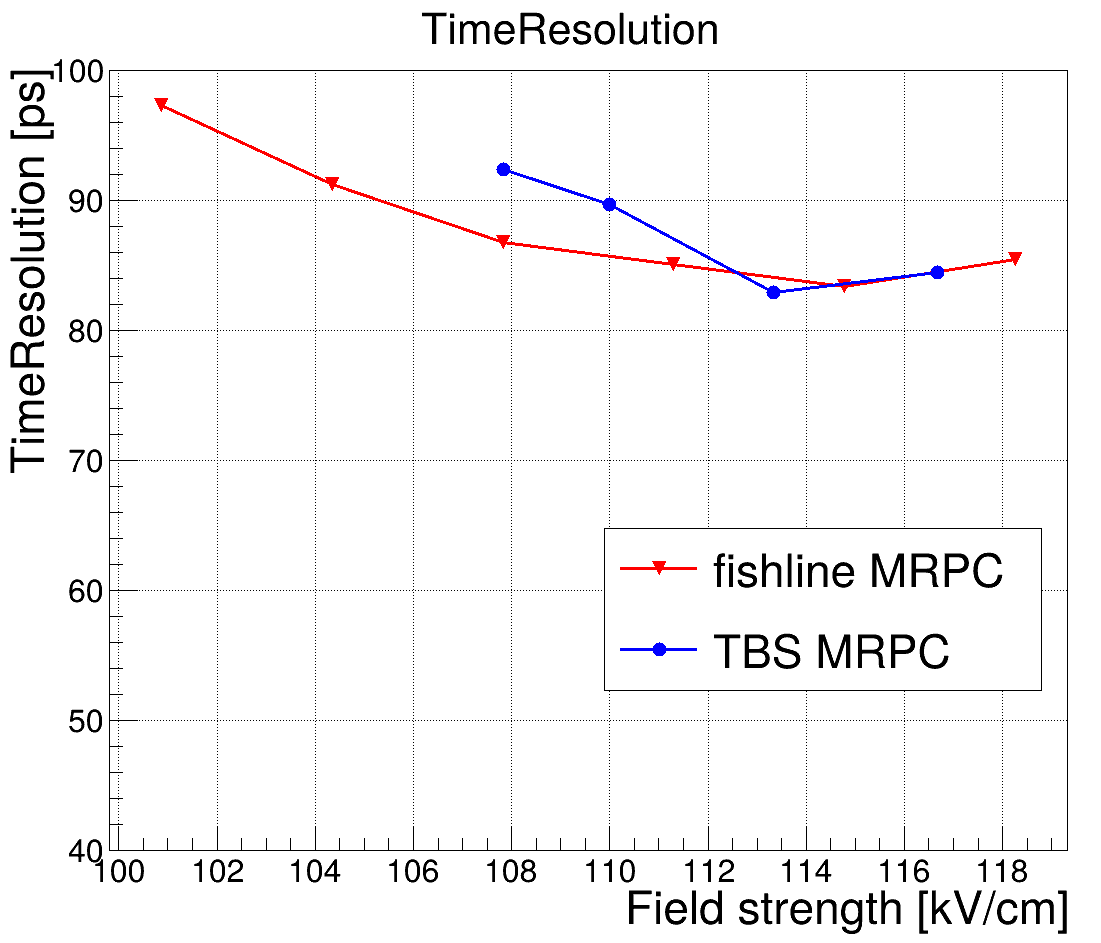 TimeResolution
TimeResolution [ps]
100
90
80
70
60
50
40
fishline MRPC
TBS MRPC
100 102 104 106 108 110 112 114 116 118
Field strength [kV/cm]